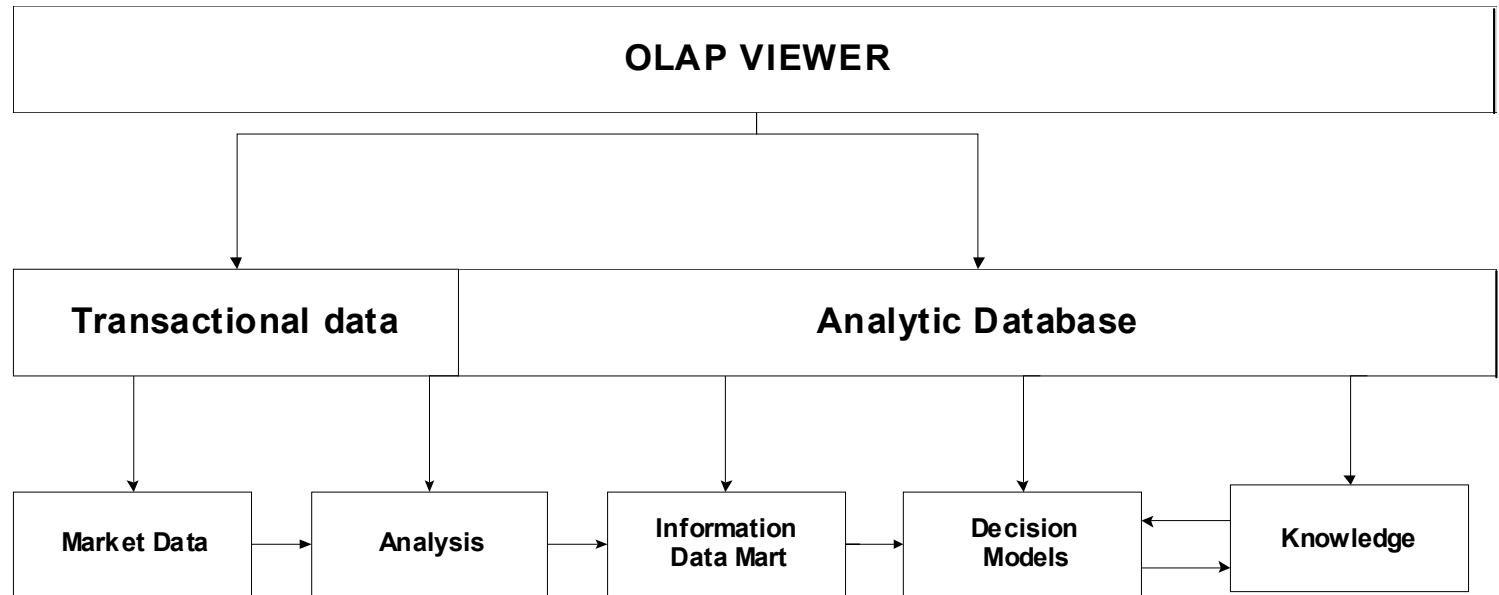 OLAP VIEWER
Transactional data
Analytic Database
Market Data
Analysis
Information
Data Mart
Decision
Models
Knowledge